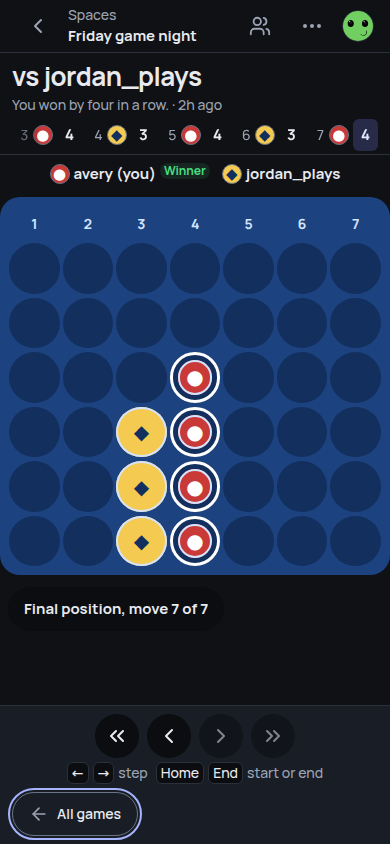 Spaces
Friday game night
vs jordan_plays
You won by four in a row. · 2h ago
3 4 4 3 5 4 6 3 7 4
avery (you) Winner jordan_plays
1 2 3 4 5 6 7
Final position, move 7 of 7
← → step Home End start or end
All games